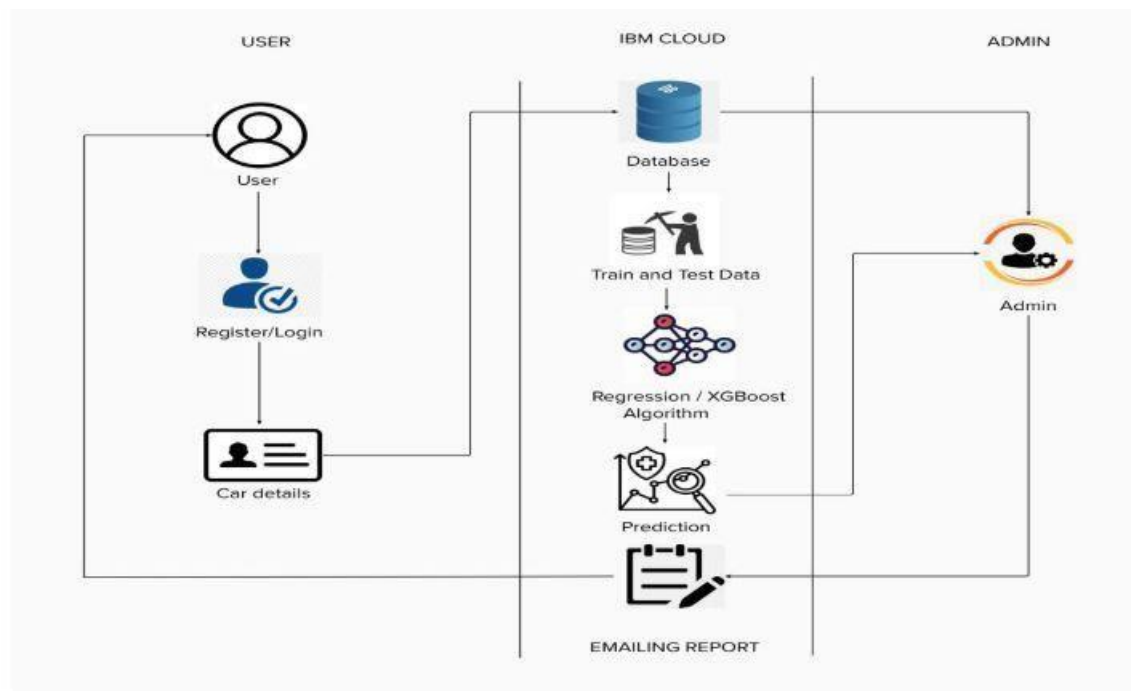 USER
IBM CLOUD
ADMIN
User
Register/Login
Car details
Database
Train and Test Data
Regression / XGBoost
Algorithm
Prediction
EMAILING REPORT
Admin